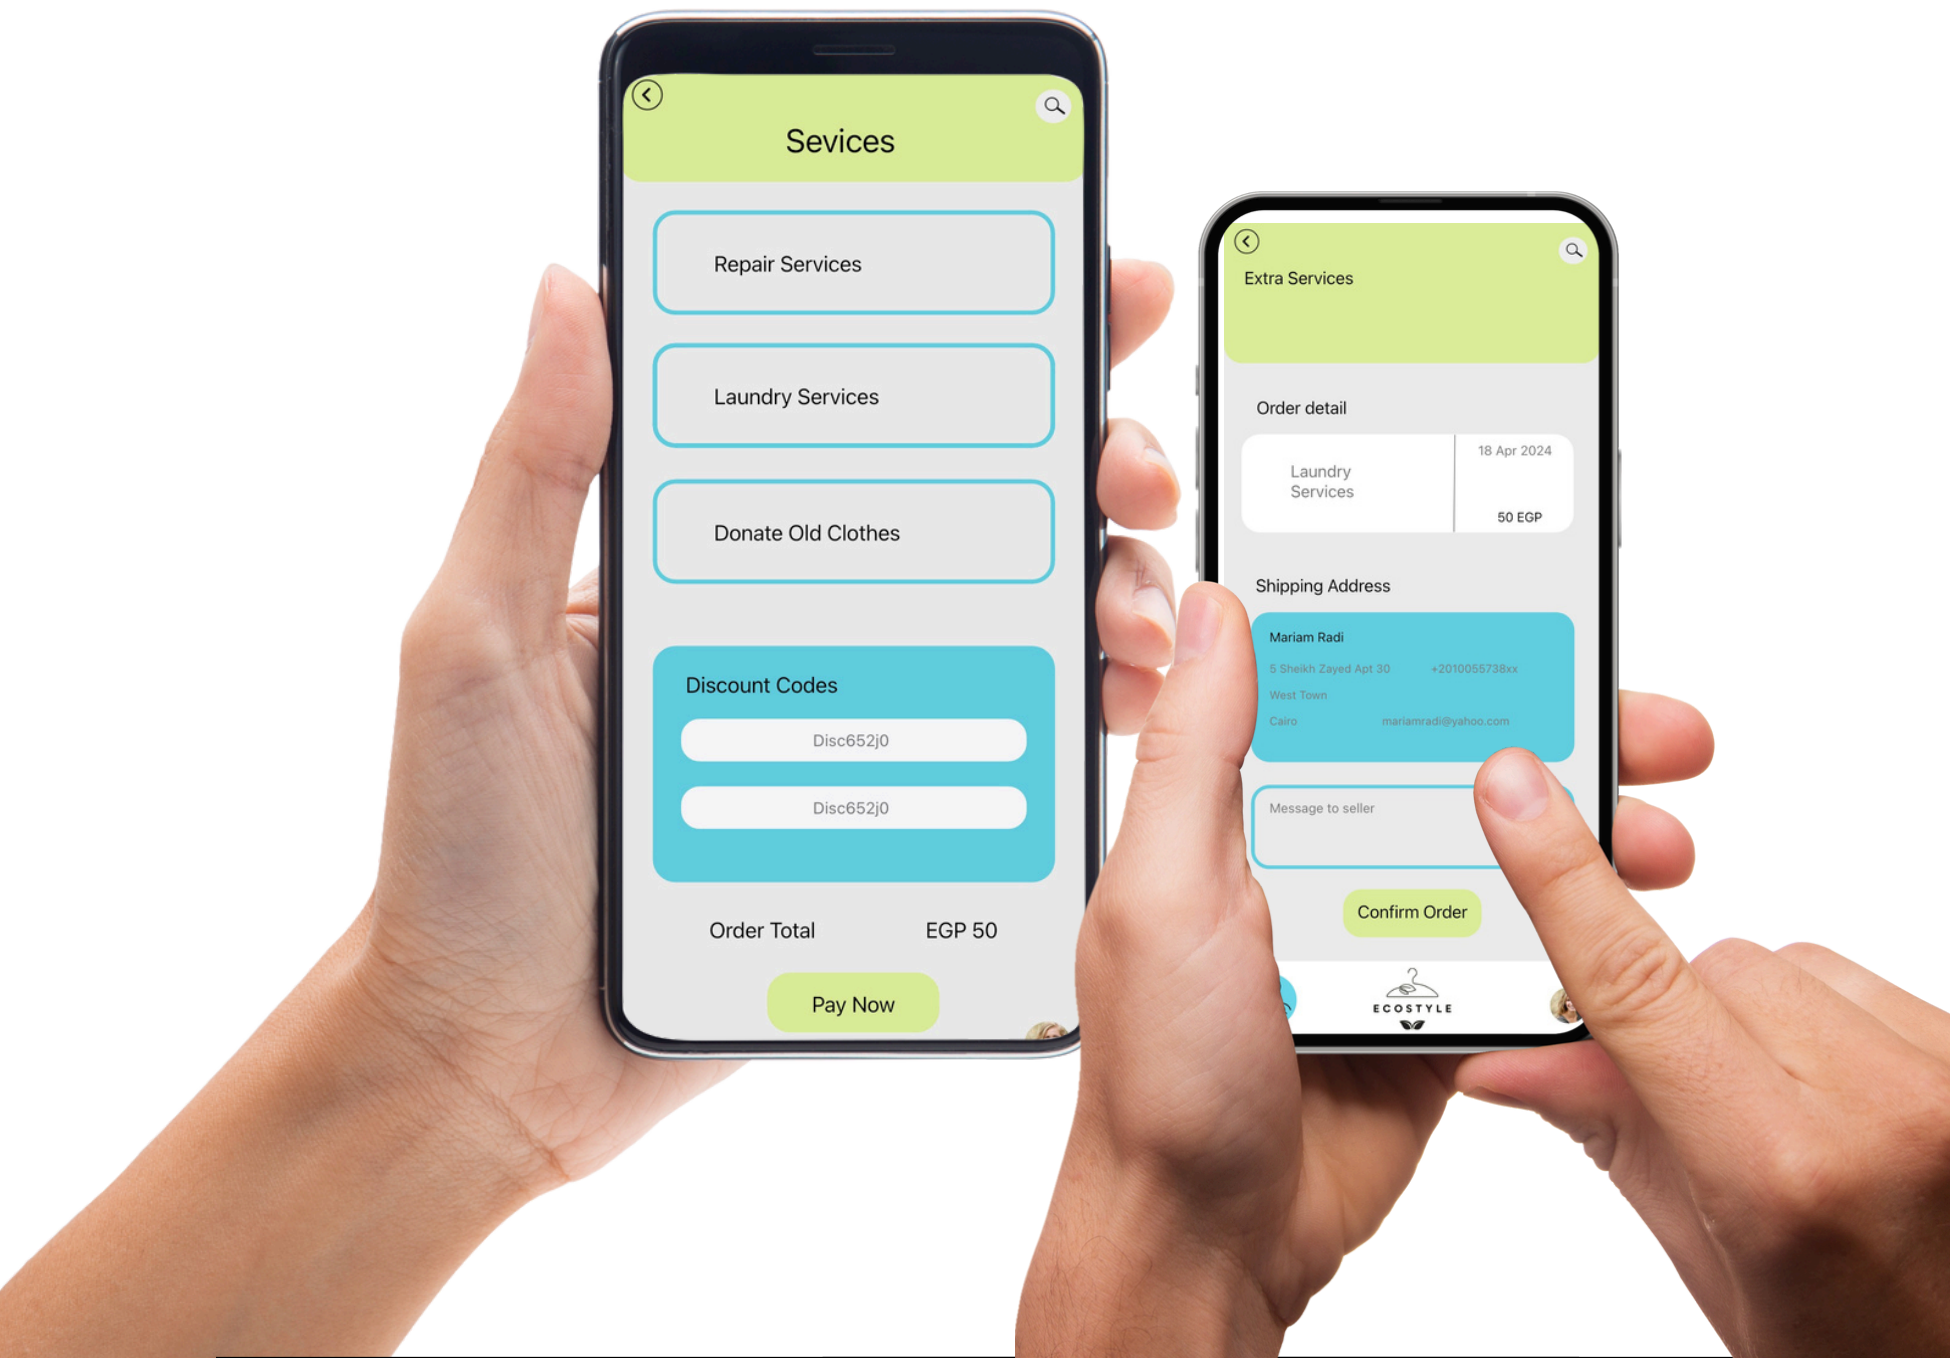 Sevices
Repair Services
Laundry Services
Donate Old Clothes
Discount Codes
Disc652j0
Disc652j0
Order Total EGP 50
Pay Now
Extra Services
Order detail
Laundry
Services
18 Apr 2024
50 EGP
Shipping Address
Mariam Radi
5 Sheikh Zayed Apt 30 +2010055738xx
West Town
Cairo mariamradi@yahoo.com
Message to seller
Confirm Order
ECOSTYLE